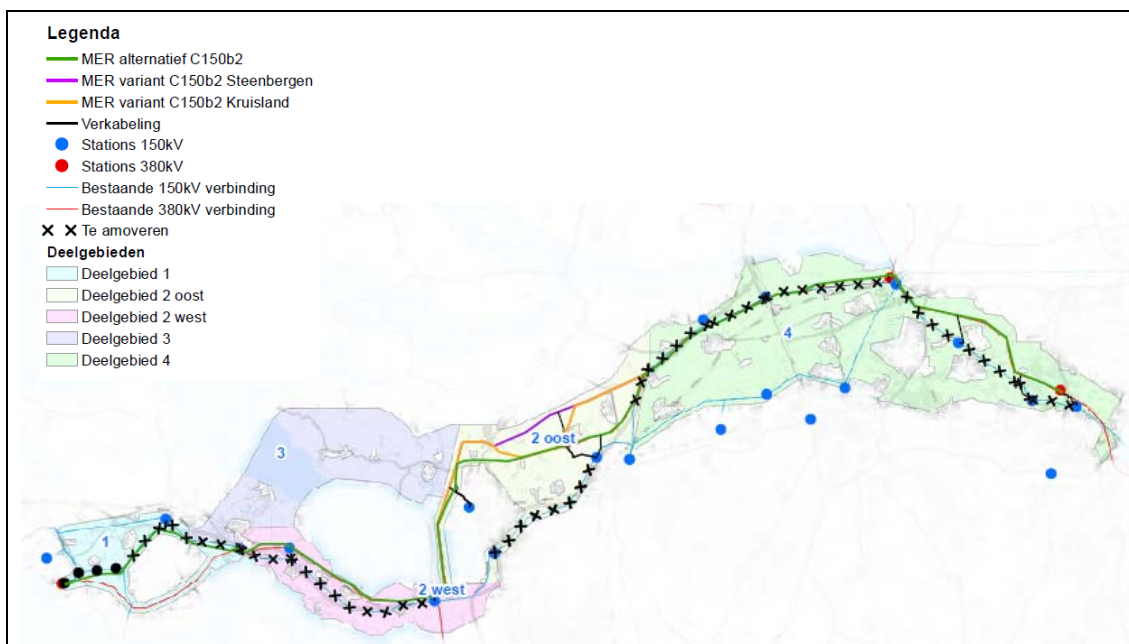 Legenda
MER alternatief C150b2
MER variant C150b2 Steenbergen
MER variant C150b2 Kruisland
Verkabeling
Stations 150kV
Stations 380kV
Bestaande 150kV verbinding
Bestaande 380kV verbinding
Te amoveren
Deelgebieden
Deelgebied 1
Deelgebied 2 oost
Deelgebied 2 west
Deelgebied 3
Deelgebied 4
4
2 oost
3
1
2 west